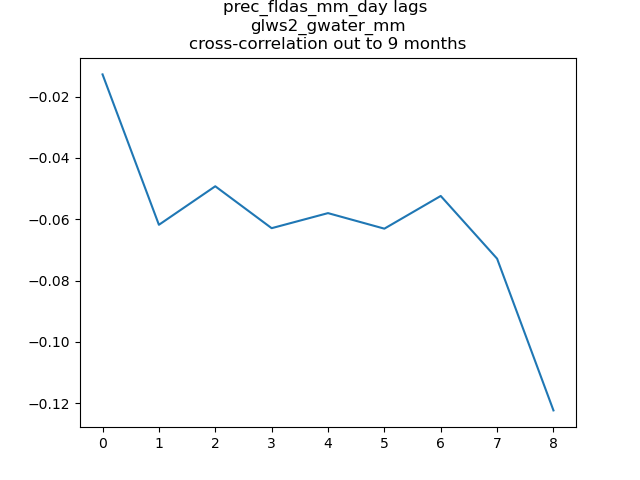 prec_fldas_mm_day lags
glws2_gwater_mm
cross-correlation out to 9 months
−0.02
−0.04
−0.06
−0.08
−0.10
−0.12
0 1 2 3 4 5 6 7 8